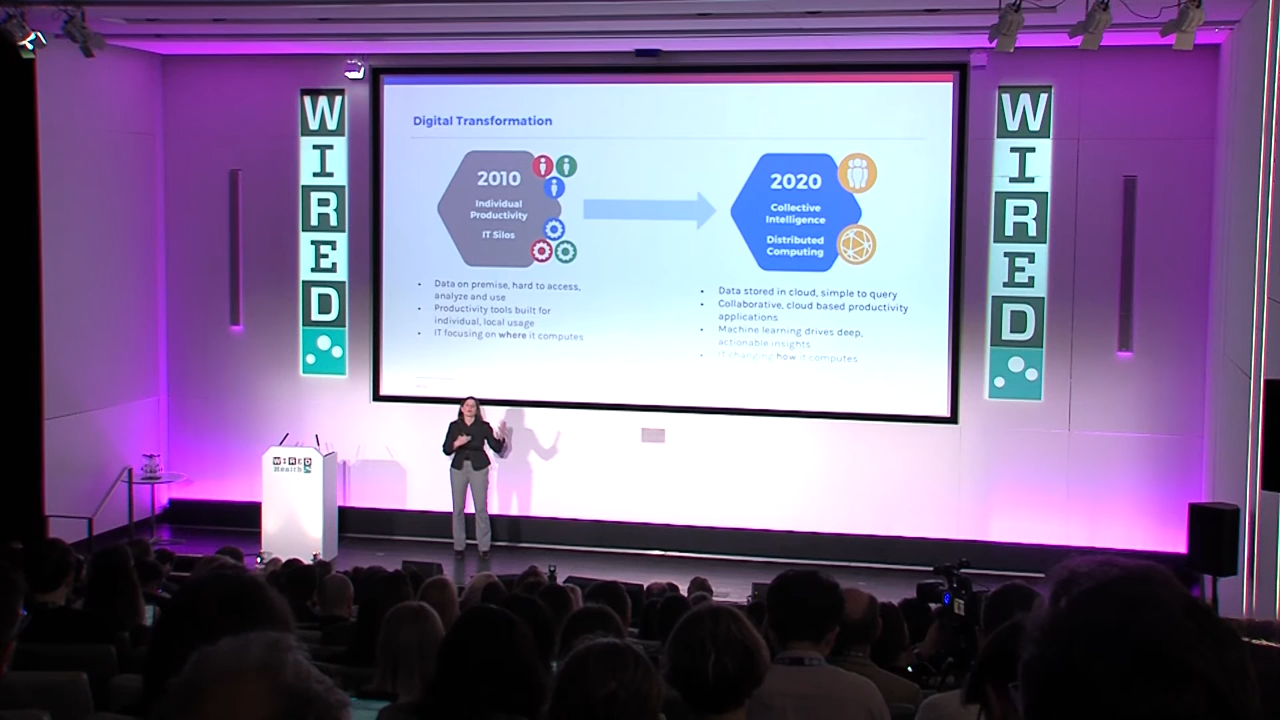 WIRED
Digital Transformation
2010
Individual
Productivity
IT Silos
• Data on premise, hard to access,
analyze and use
• Productivity tools built for
individual, local usage
• IT focusing on where it computes
2020
Collective
Intelligence
Distributed
Computing
• Data stored in cloud, simple to query
• Collaborative, cloud based productivity
applications
• Machine learning drives deep,
actionable insights
• IT changing how it computes
WIRED
WIRED
Health